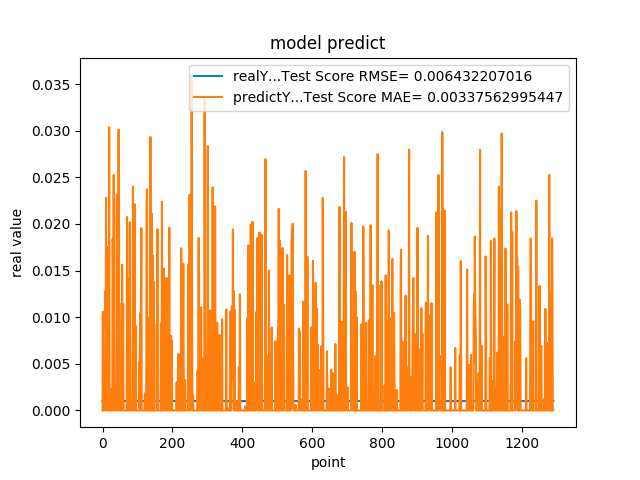 model predict
realY...Test Score RMSE= 0.006432207016
predictY...Test Score MAE= 0.00337562995447
real value
0.035
0.030
0.025
0.020
0.015
0.010
0.005
0.000
0 200 400 600 800 1000 1200
point